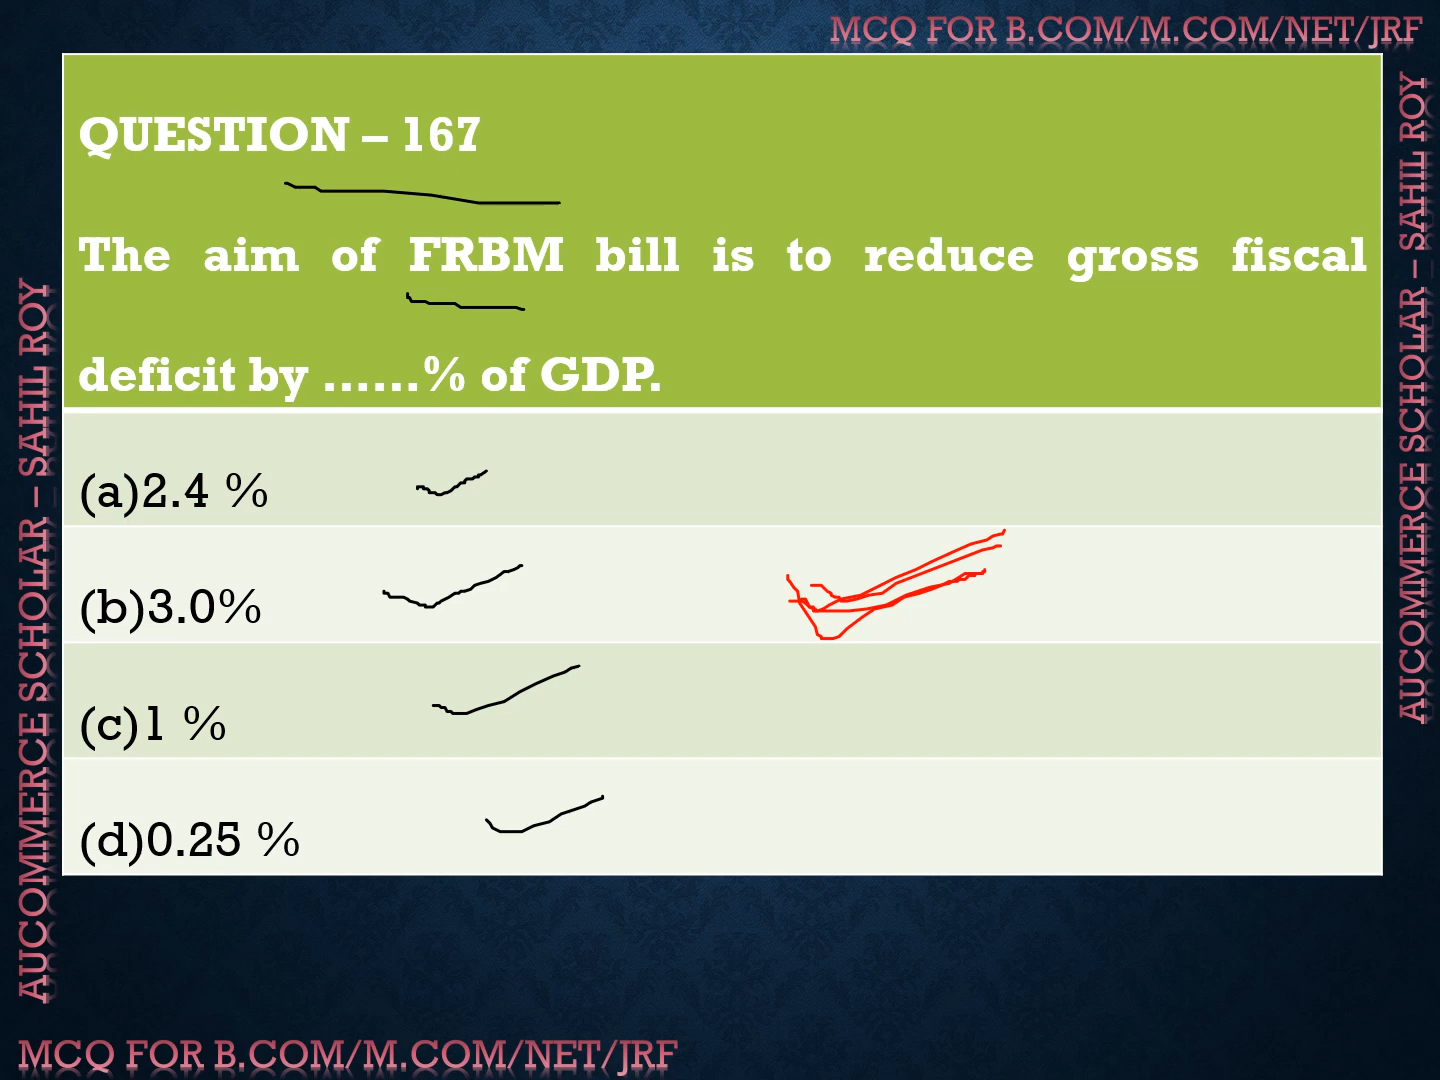 MCQ FOR B.COM/M.COM/NET/JRF
QUESTION – 167
The aim of FRBM bill is to reduce gross fiscal
deficit by ......% of GDP.
(a)2.4 %
(b)3.0%
(c)1 %
(d)0.25 %
AUCOMMERCE SCHOLAR – SAHIL ROY
AUCOMMERCE SCHOLAR – SAHIL ROY
MCQ FOR B.COM/M.COM/NET/JRF